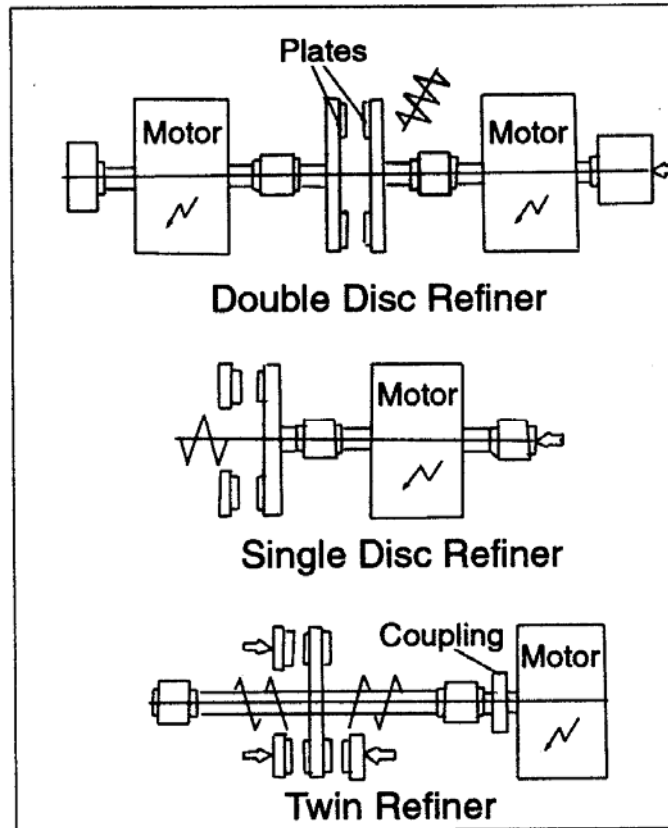 Plates
Motor
Motor
Double Disc Refiner
Motor
Single Disc Refiner
Coupling
Motor
Twin Refiner